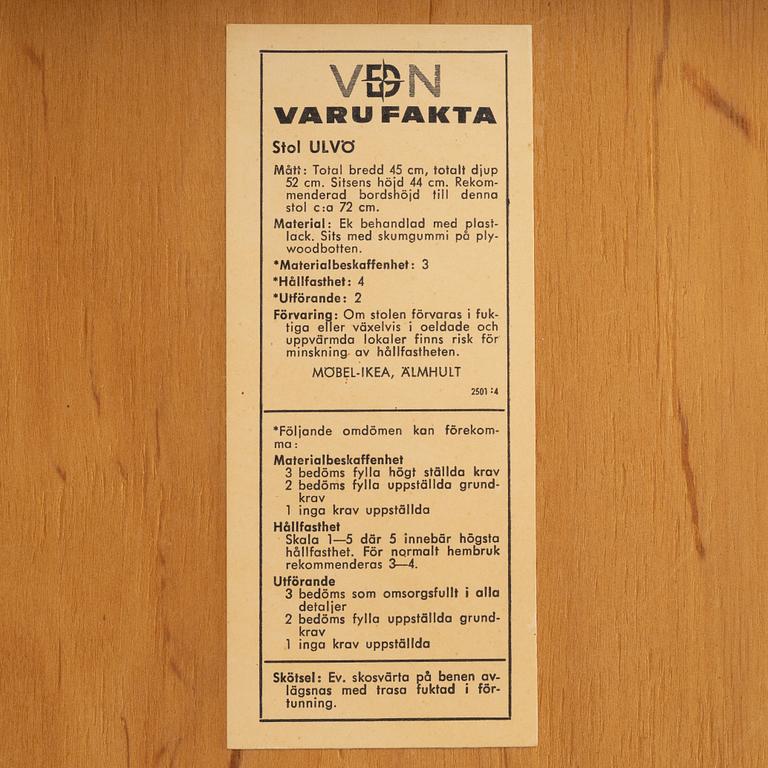 VDN
VARUFAKTA
Stol ULVÖ
Mått: Total bredd 45 cm, totalt djup
52 cm. Sitsens höjd 44 cm. Rekom-
menderad bordshöjd till denna
stol c:a 72 cm.
Material: Ek behandlad med plast-
lack. Sits med skumgummi på ply-
woodbotten.
*Materialbeskaffenhet: 3
*Hållfasthet: 4
*Utförande: 2
Förvaring: Om stolen förvaras i fuk-
tiga eller växelvis i oeldade och
uppvärmda lokaler finns risk för
minskning av hållfastheten.
MÖBEL-IKEA, ÄLMHULT
2501:4
*Följande omdömen kan förekom-
ma:
Materialbeskaffenhet
3 bedöms fylla högt ställda krav
2 bedöms fylla uppställda grund-
krav
1 inga krav uppställda
Hållfasthet
Skala 1—5 där 5 innebär högsta
hållfasthet. För normalt hembruk
rekommenderas 3—4.
Utförande
3 bedöms som omsorgsfullt i alla
detaljer
2 bedöms fylla uppställda grund-
krav
1 inga krav uppställda
Skötsel: Ev. skosvärta på benen av-
lägsnas med trasa fuktad i för-
tunning.